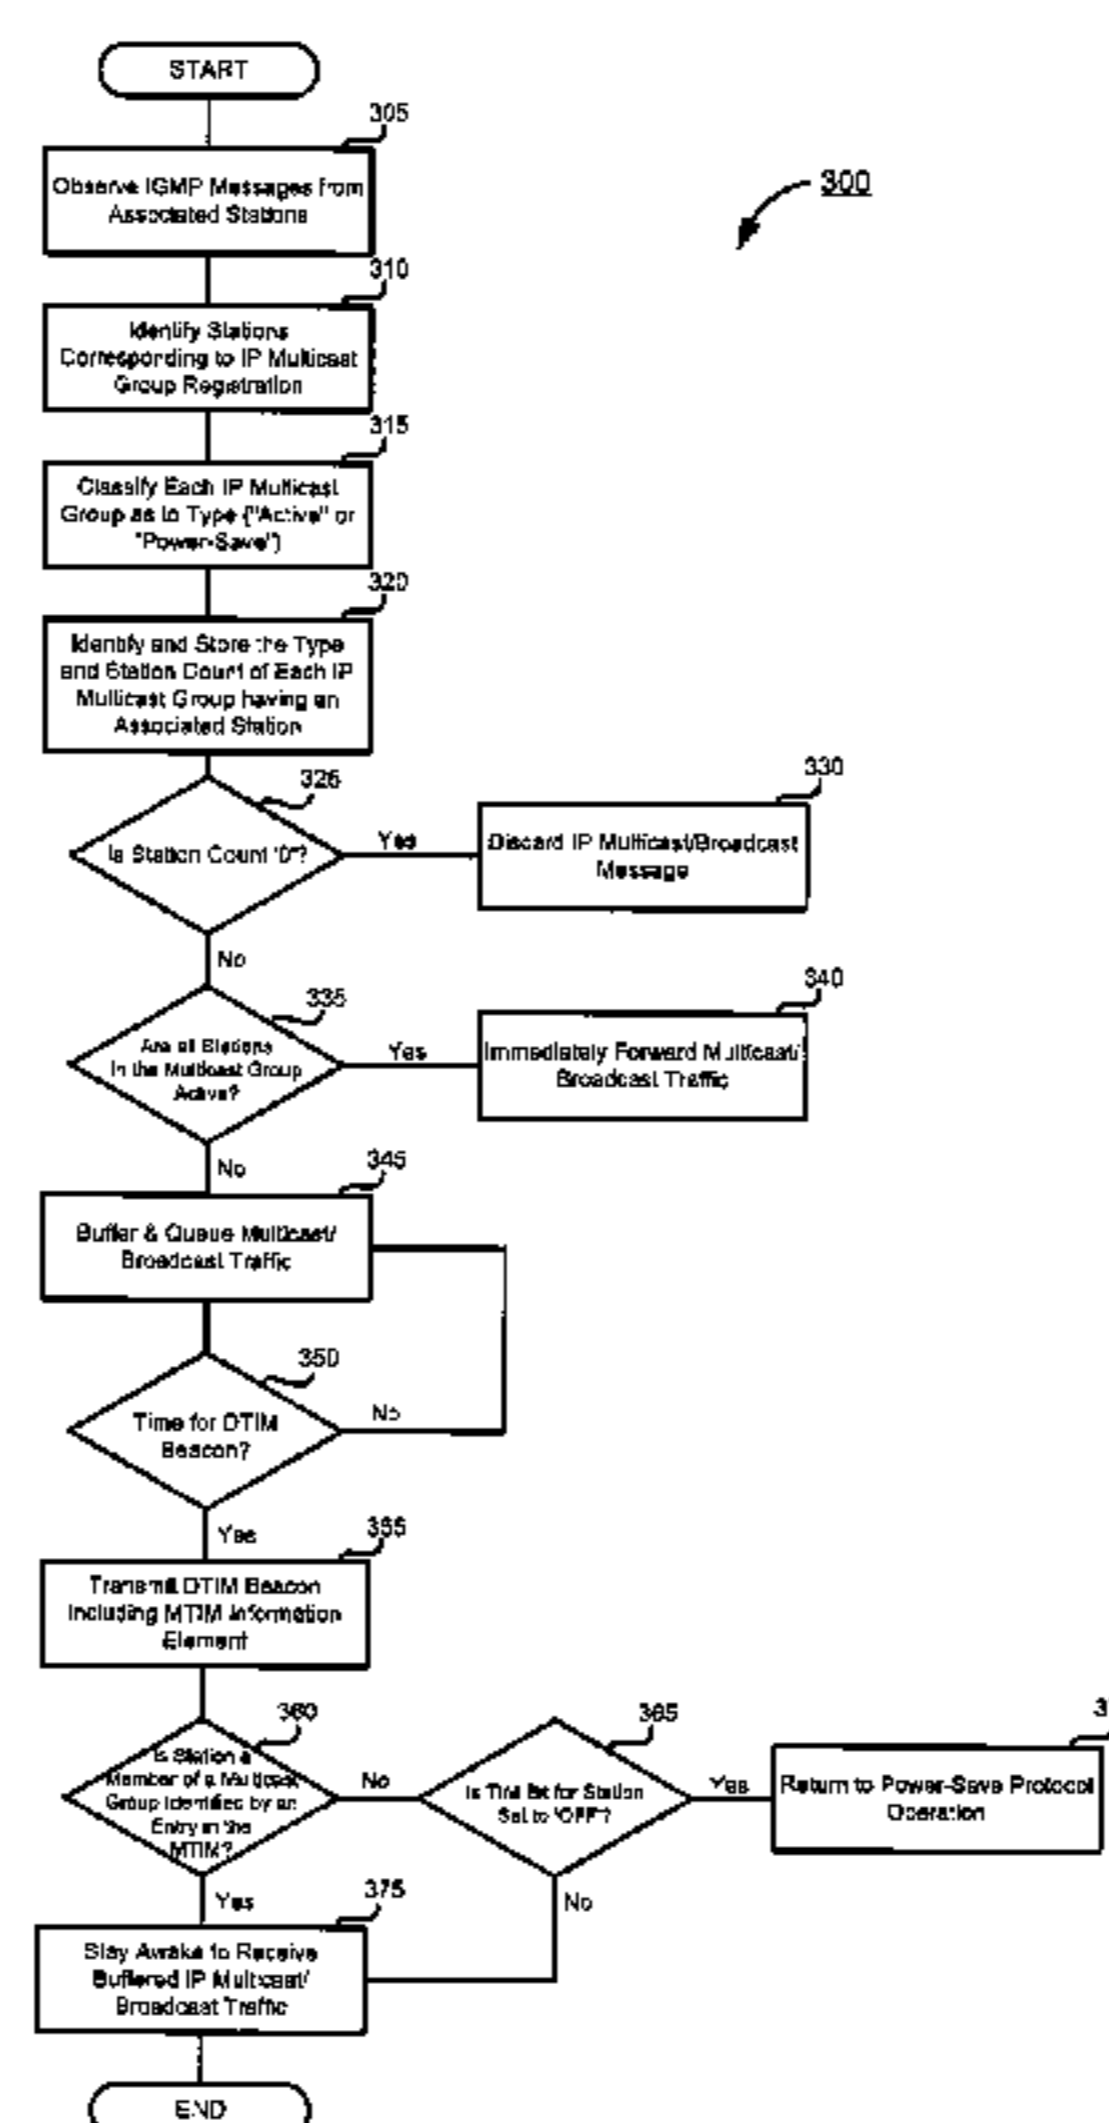 START
305
Observe IGMP Messages from
Associated Stations
300
310
Identify Stations
Corresponding to IP Multicast
Group Registration
315
Classify Each IP Multicast
Group as to Type ("Active" or
"Power-Save")
320
Identify and Store the Type
and Station Count of Each IP
Multicast Group having an
Associated Station
325
Is Station Count "0"?
Yes
330
Discard IP Multicast/Broadcast
Message
No
335
Are all Stations
in the Multicast Group
Active?
Yes
340
Immediately Forward Multicast/
Broadcast Traffic
No
345
Buffer & Queue Multicast/
Broadcast Traffic
350
Time for DTIM
Beacon?
No
Yes
355
Transmit DTIM Beacon
Including MTIM Information
Element
360
Is Station a
Member of a Multicast
Group Identified by an
Entry in the
MTIM?
No
365
Is TIM Bit for Station
Set to "OFF"?
Yes
Return to Power-Save Protocol
Operation
Yes
No
375
Stay Awake to Receive
Buffered IP Multicast/
Broadcast Traffic
END